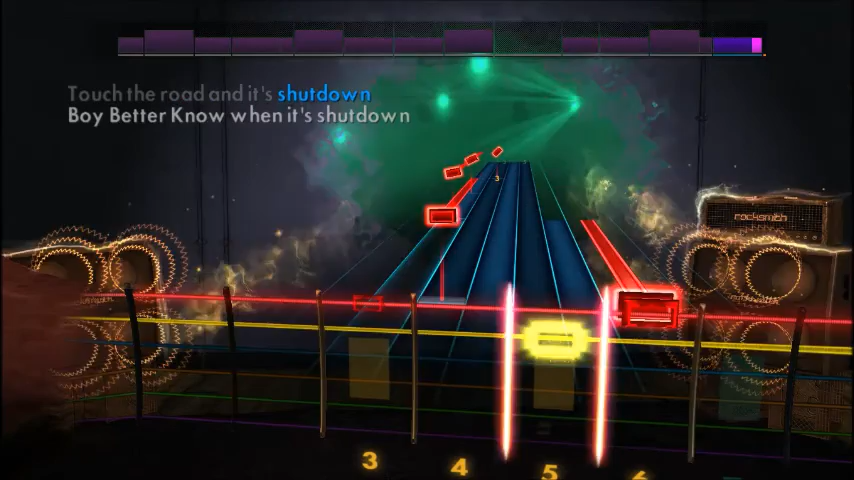 Touch the road and it's shutdown
Boy Better Know when it's shutdown
3
rocksmith
3
4
5
6